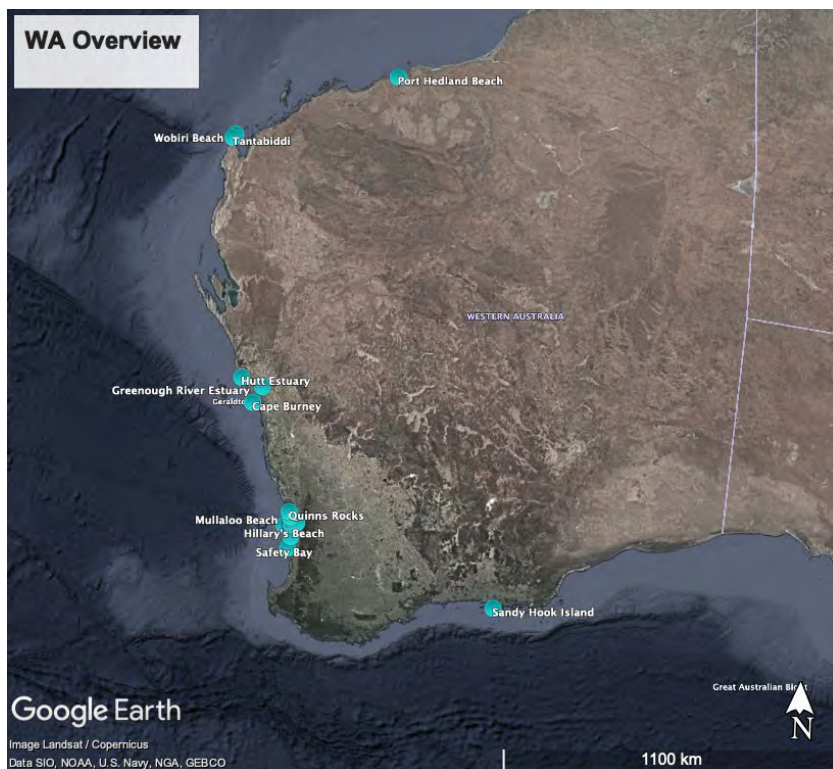 WA Overview
Port Hedland Beach
Wobiri Beach
Tantabiddi
WESTERN AUSTRALIA
Hutt Estuary
Greenough River Estuary
Cape Burney
Quinns Rocks
Mullaloo Beach
Hillary's Beach
Safety Bay
Sandy Hook Island
Great Australian
Google Earth
N
Image Landsat / Copernicus
Data SIO, NOAA, U.S. Navy, NGA, GEBCO
1100 km